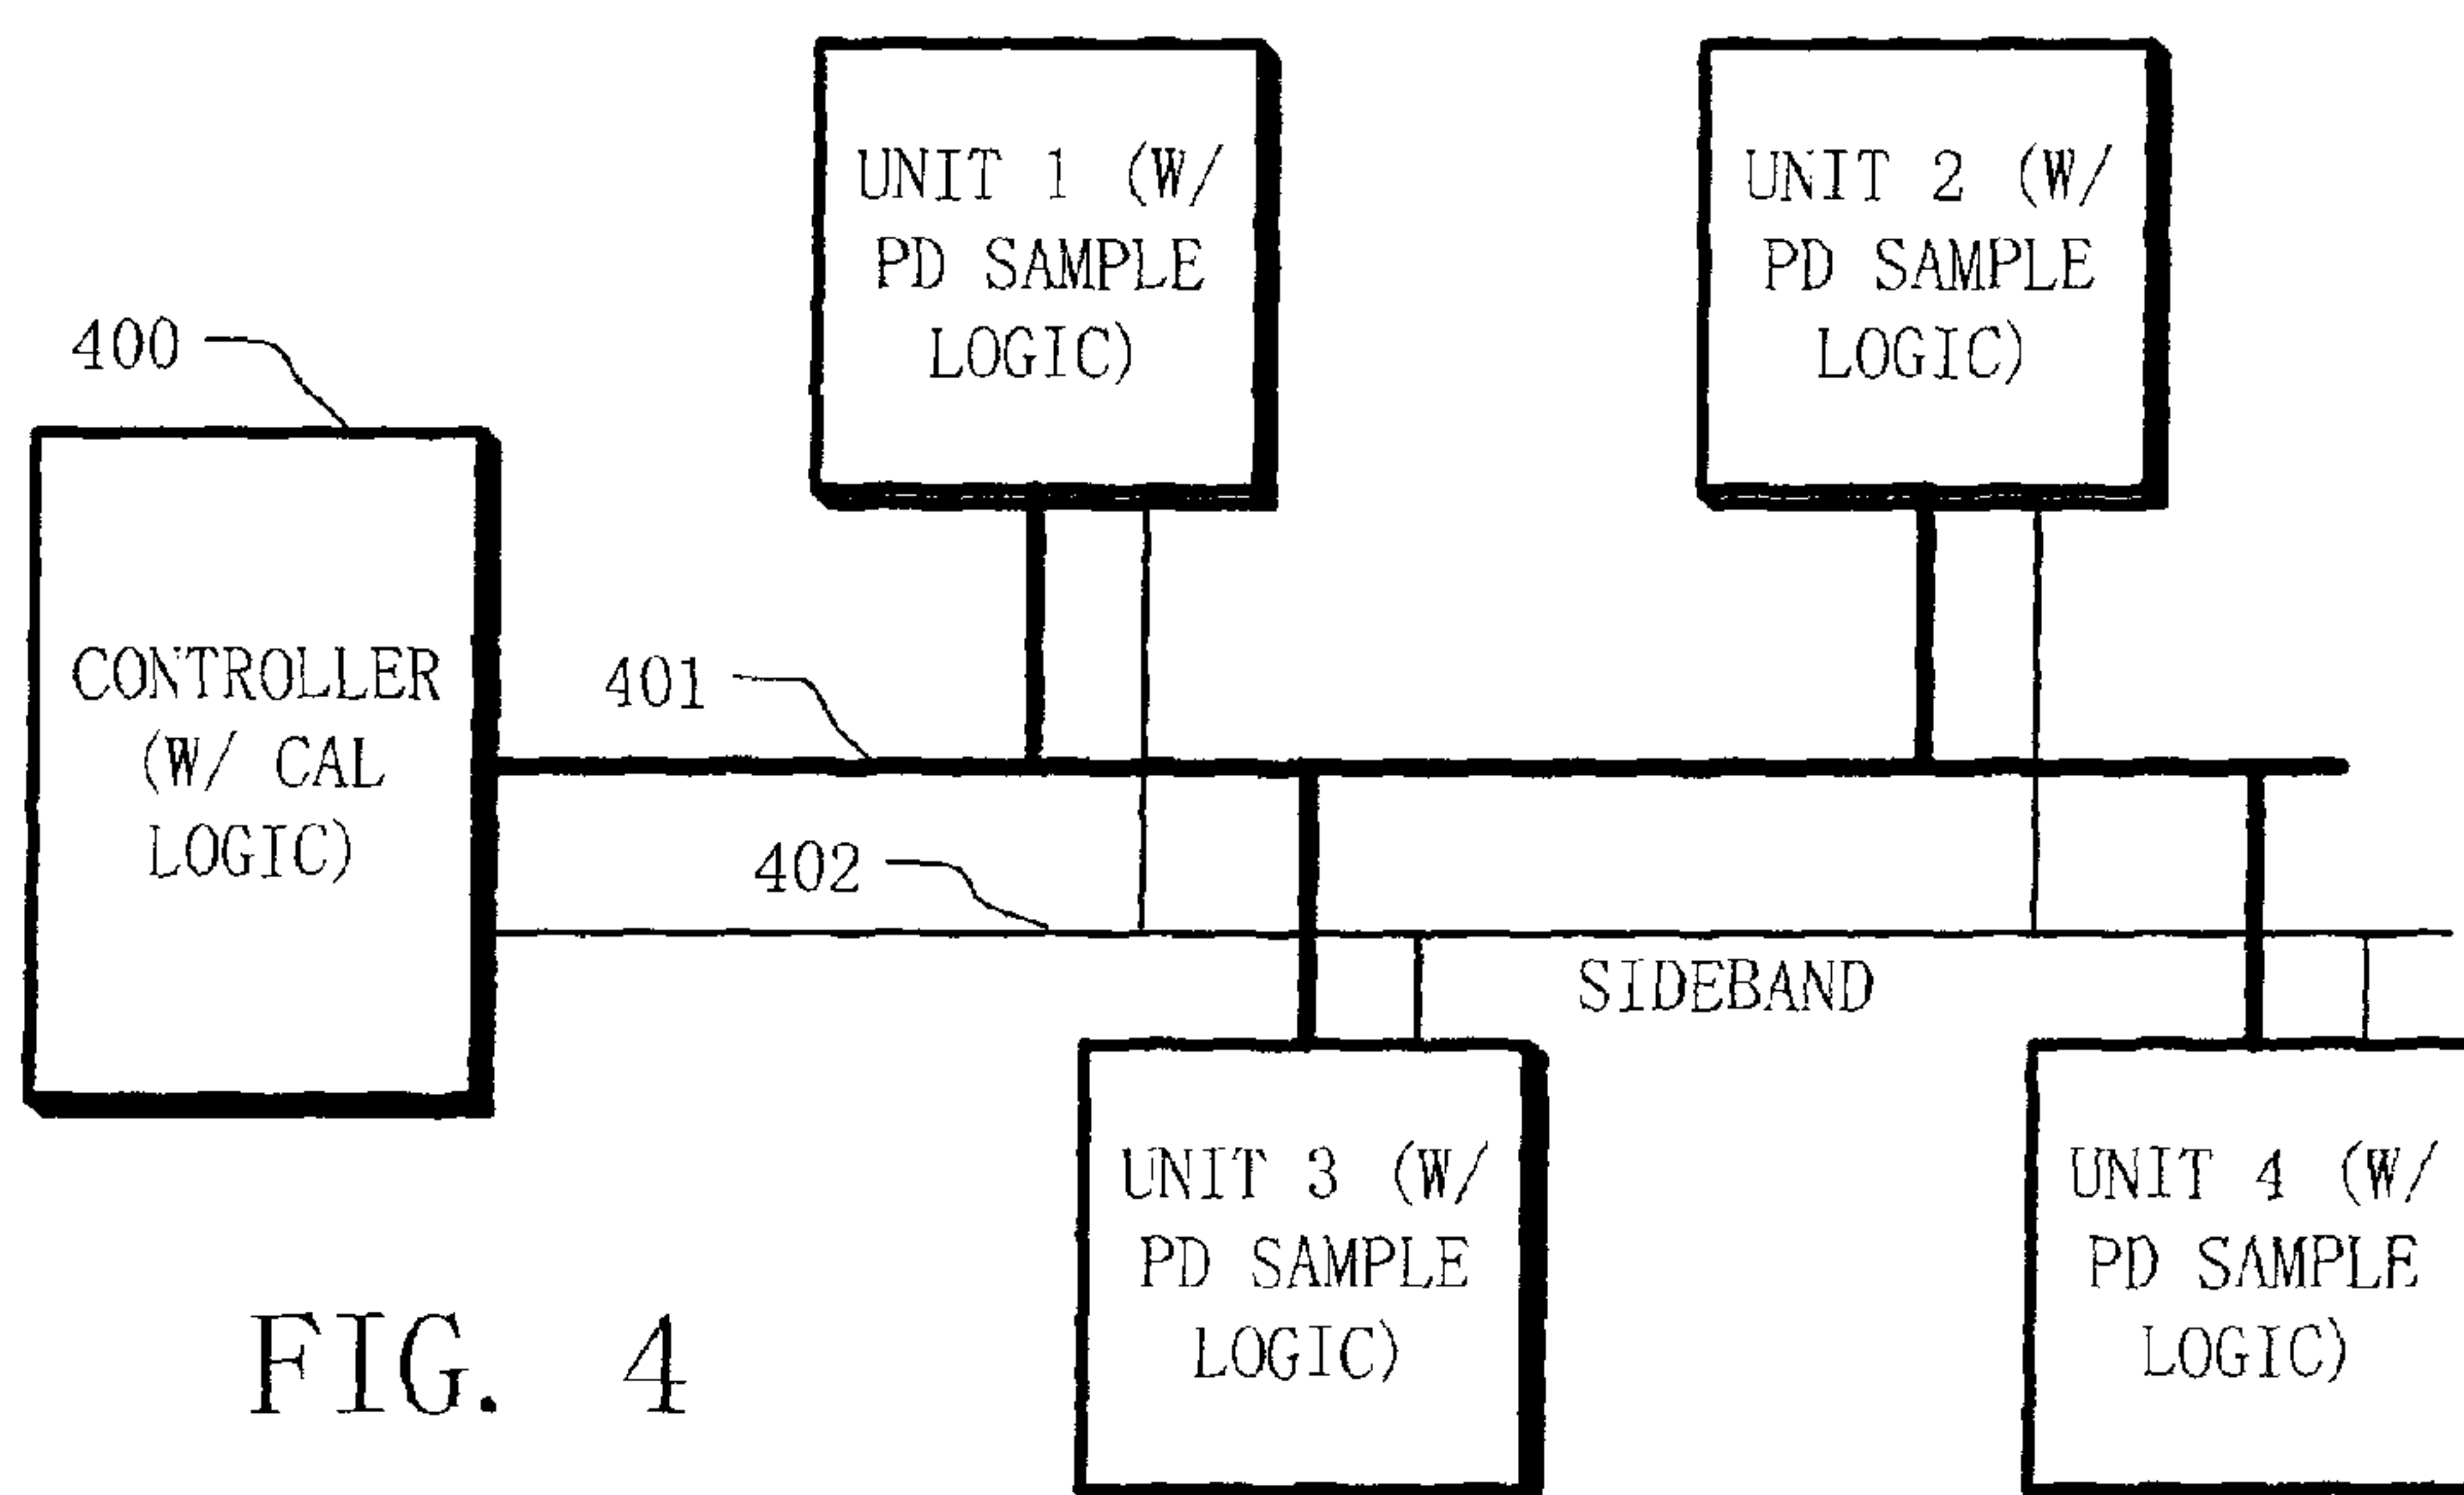 UNIT 1 (W/
PD SAMPLE
LOGIC)
UNIT 2 (W/
PD SAMPLE
LOGIC)
400
CONTROLLER
(W/ CAL
LOGIC)
401
402
SIDEBAND
UNIT 3 (W/
PD SAMPLE
LOGIC)
UNIT 4 (W/
PD SAMPLE
LOGIC)
FIG. 4